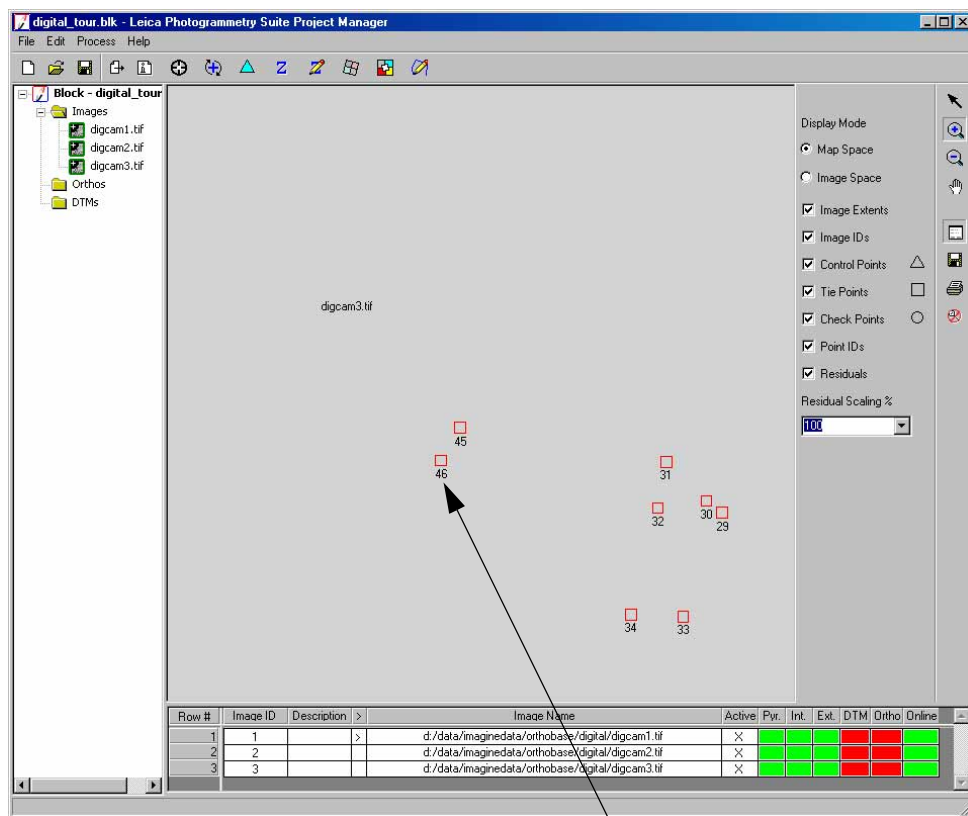 digital_tour.blk - Leica Photogrammetry Suite Project Manager
File Edit Process Help
Block - digital_tour
Images
digcam1.tif
digcam2.tif
digcam3.tif
Orthos
DTMs
digcam3.tif
45
46
31
32
30
29
34
33
Display Mode
Map Space
Image Space
Image Extents
Image IDs
Control Points
Tie Points
Check Points
Point IDs
Residuals
Residual Scaling %
100
Row # Image ID Description > Image Name Active Pyr. Int. Ext. DTM Ortho Online
1 1 > d:/data/imaginedata/orthobase/digital/digcam1.tif X
2 2 d:/data/imaginedata/orthobase/digital/digcam2.tif X
3 3 d:/data/imaginedata/orthobase/digital/digcam3.tif X